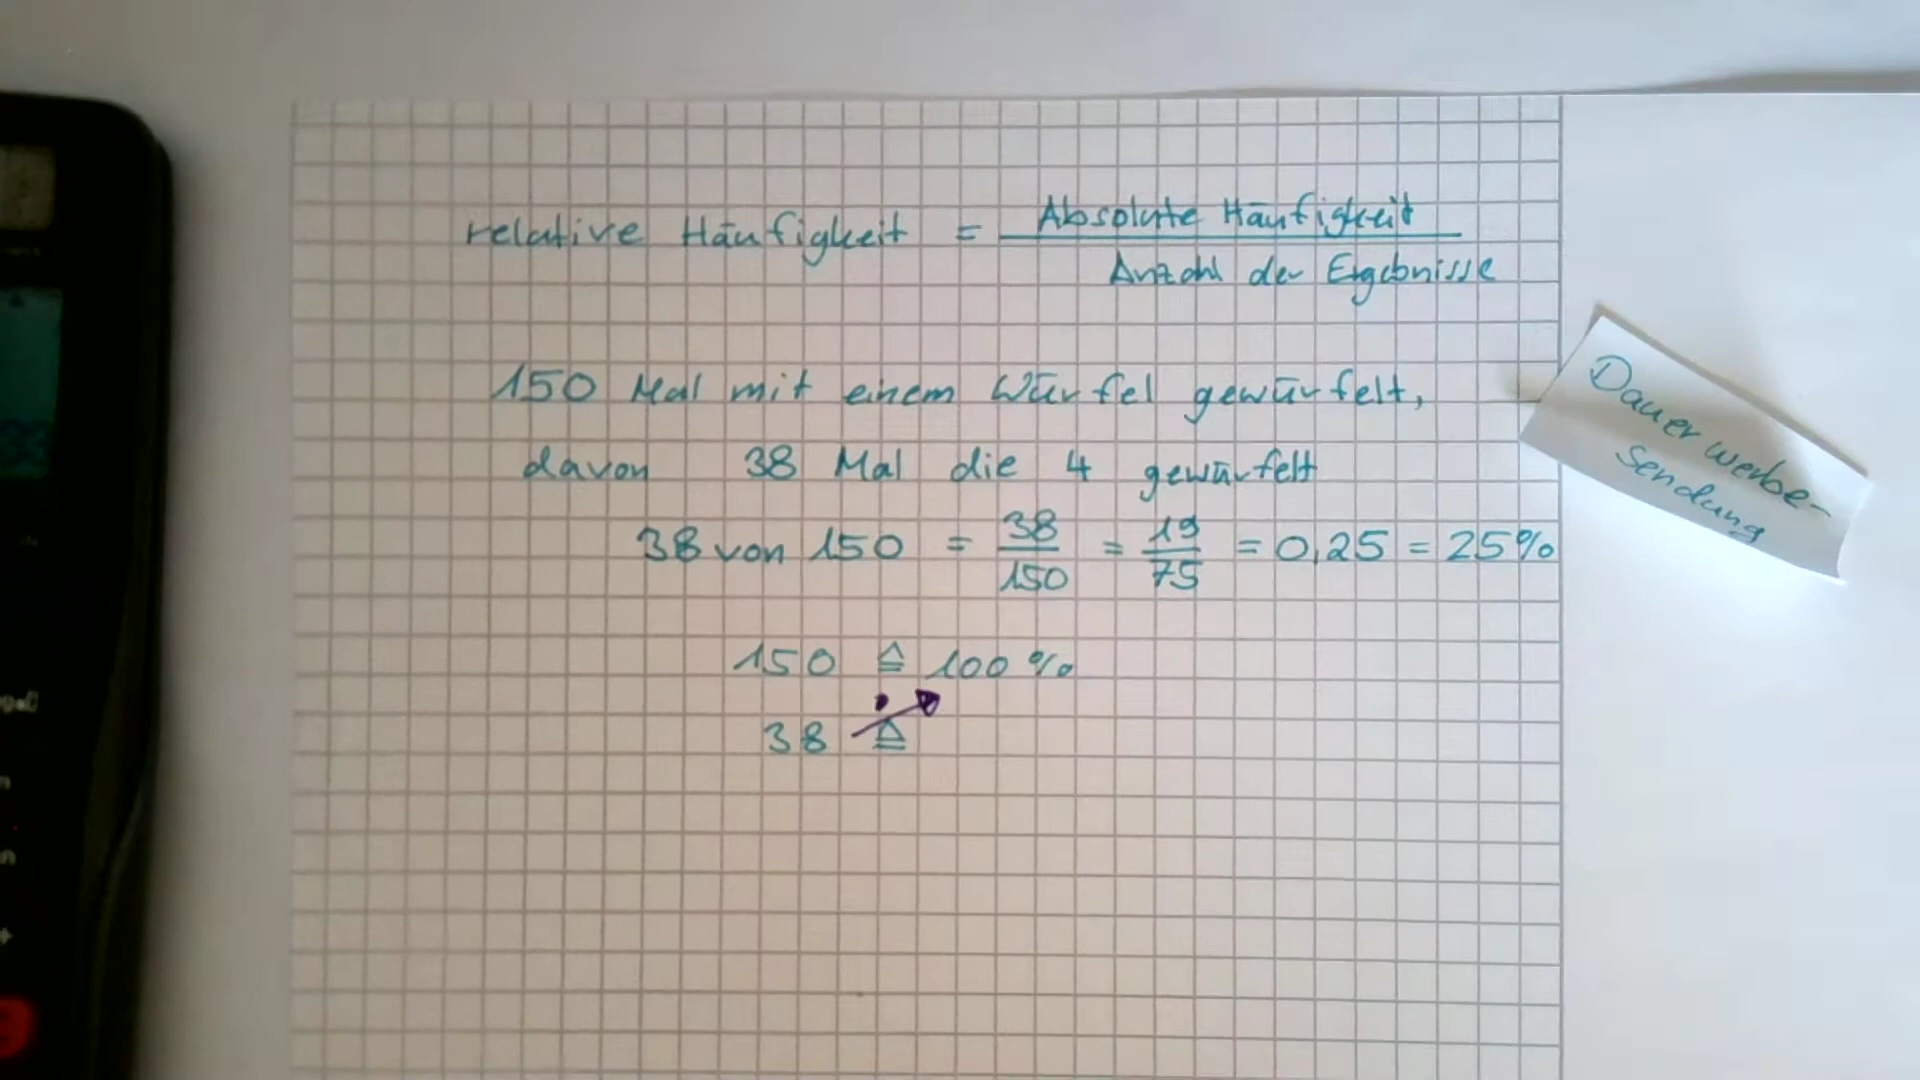 relative Häufigkeit = Absolute Häufigkeit / Anzahl der Ergebnisse
150 Mal mit einem Würfel gewürfelt,
davon 38 Mal die 4 gewürfelt
38 von 150 = 38/150 = 19/75 = 0,25 = 25%
150 ≙ 100 %
38 ≙
Dauerwerbe-
sendung